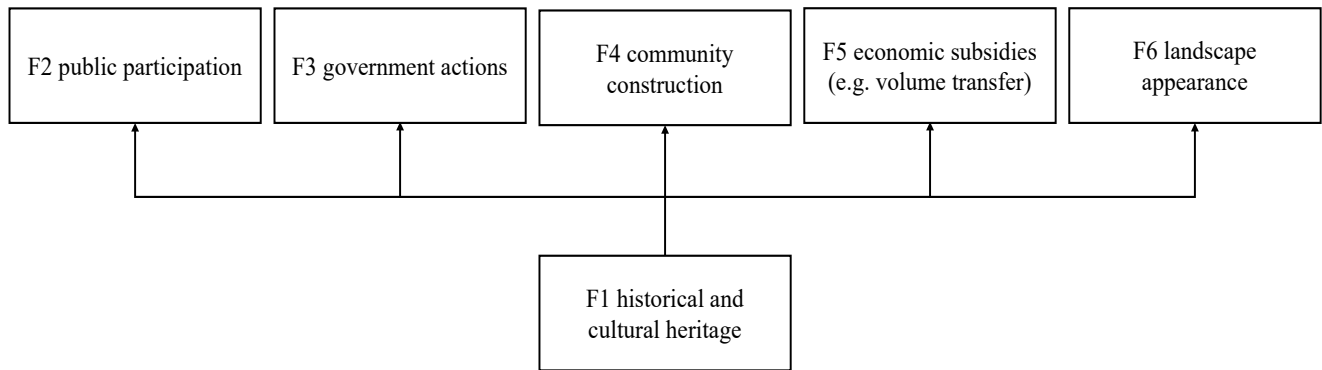 F2 public participation
F3 government actions
F4 community
construction
F5 economic subsidies
(e.g. volume transfer)
F6 landscape
appearance
F1 historical and
cultural heritage